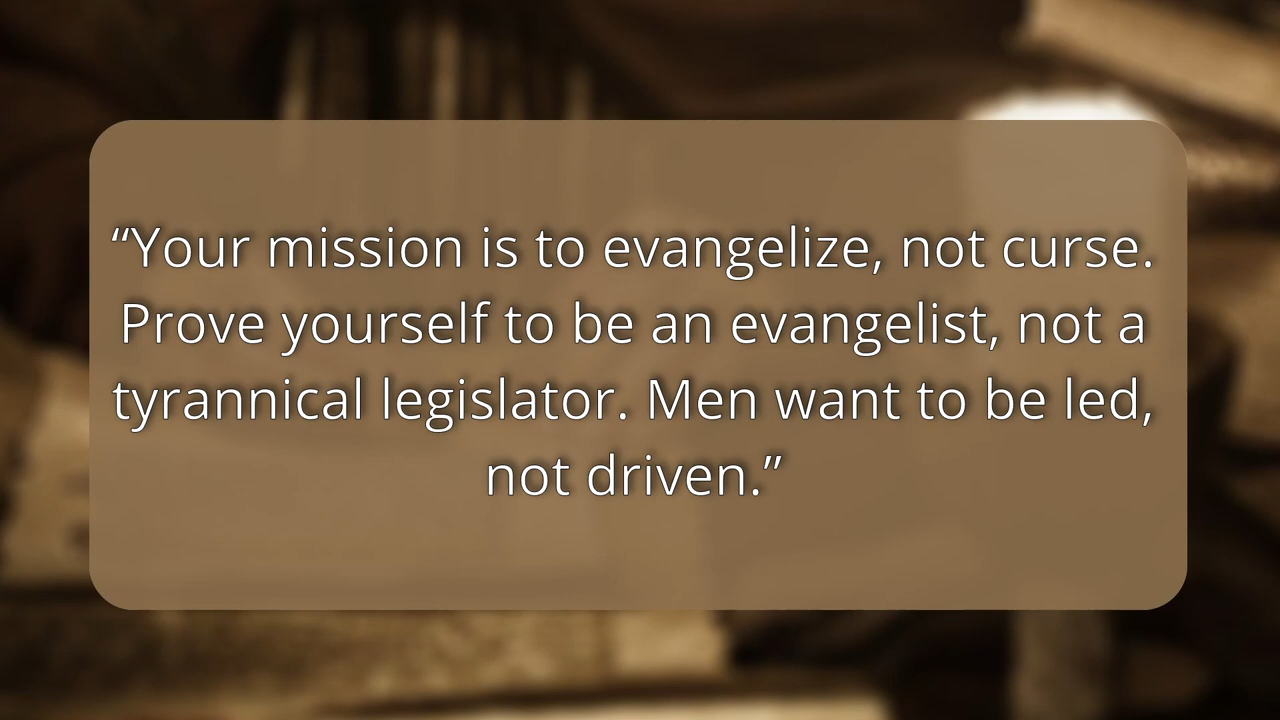 “Your mission is to evangelize, not curse.
Prove yourself to be an evangelist, not a
tyrannical legislator. Men want to be led,
not driven.”